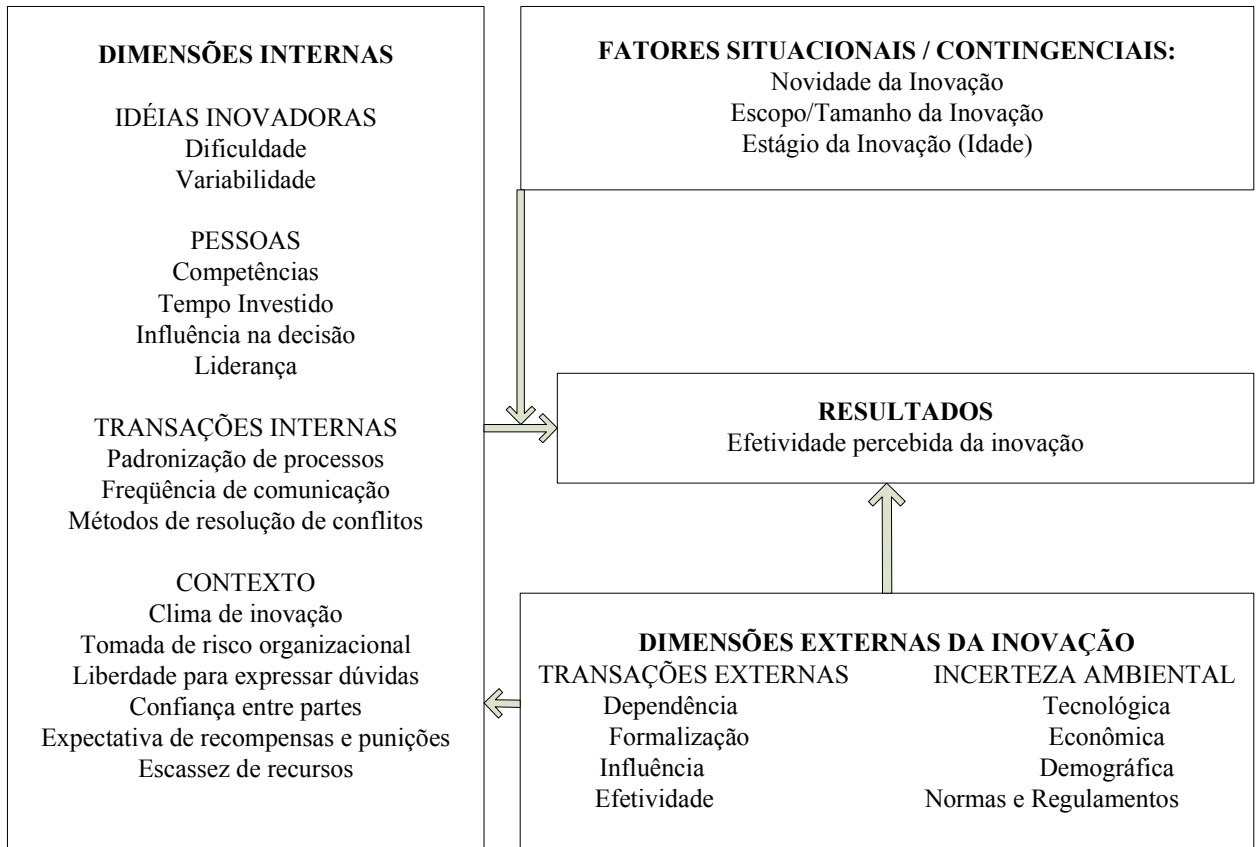 DIMENSÕES INTERNAS
IDÉIAS INOVADORAS
Dificuldade
Variabilidade
PESSOAS
Competências
Tempo Investido
Influência na decisão
Liderança
TRANSAÇÕES INTERNAS
Padronização de processos
Freqüência de comunicação
Métodos de resolução de conflitos
CONTEXTO
Clima de inovação
Tomada de risco organizacional
Liberdade para expressar dúvidas
Confiança entre partes
Expectativa de recompensas e punições
Escassez de recursos
FATORES SITUACIONAIS / CONTINGENCIAIS:
Novidade da Inovação
Escopo/Tamanho da Inovação
Estágio da Inovação (Idade)
RESULTADOS
Efetividade percebida da inovação
DIMENSÕES EXTERNAS DA INOVAÇÃO
TRANSAÇÕES EXTERNAS
Dependência
Formalização
Influência
Efetividade
INCERTEZA AMBIENTAL
Tecnológica
Econômica
Demográfica
Normas e Regulamentos